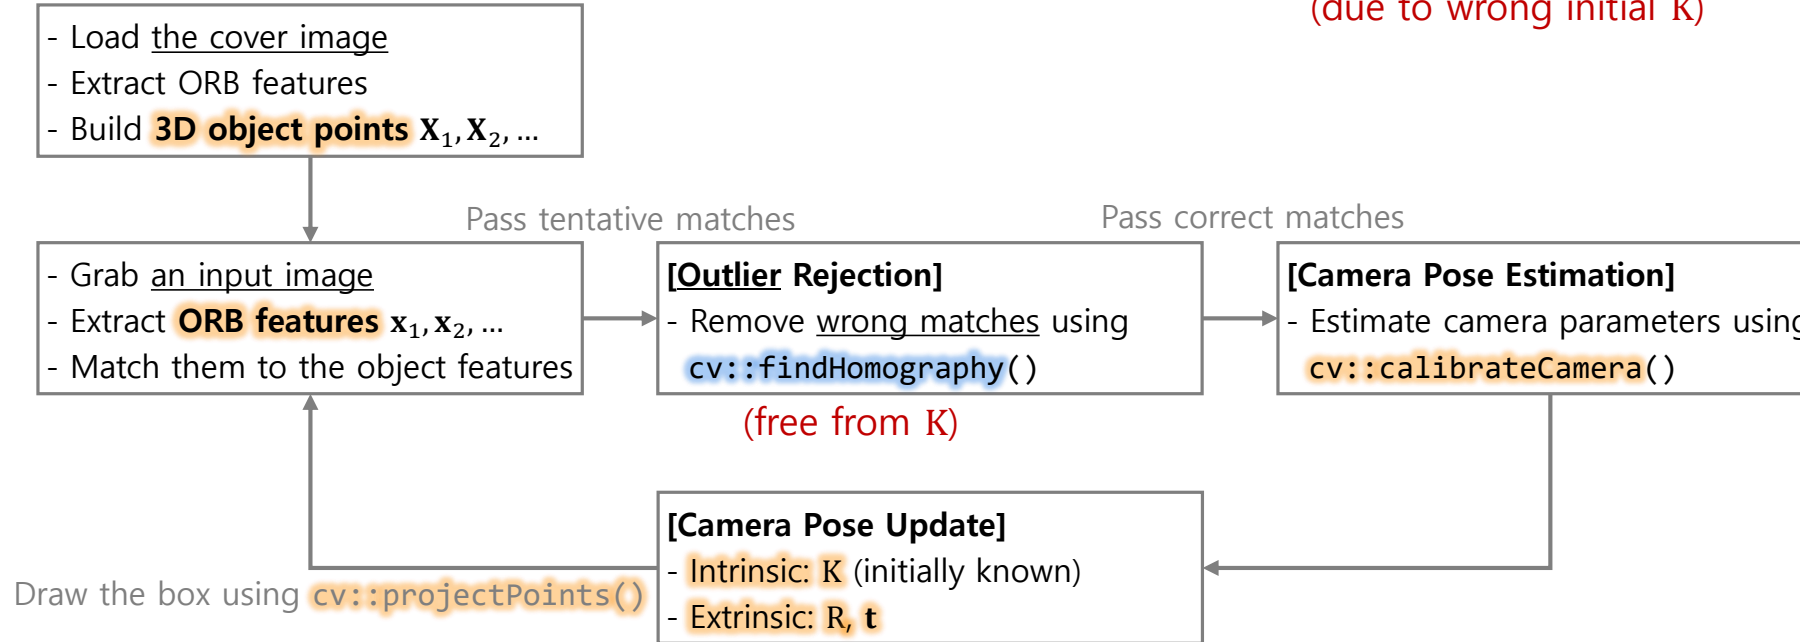 (due to wrong initial K)
- Load the cover image
- Extract ORB features
- Build 3D object points X₁, X₂, …
Pass tentative matches
Pass correct matches
- Grab an input image
- Extract ORB features x₁, x₂, …
- Match them to the object features
[Outlier Rejection]
- Remove wrong matches using
cv::findHomography()
(free from K)
[Camera Pose Estimation]
- Estimate camera parameters using
cv::calibrateCamera()
[Camera Pose Update]
- Intrinsic: K (initially known)
- Extrinsic: R, t
Draw the box using cv::projectPoints()